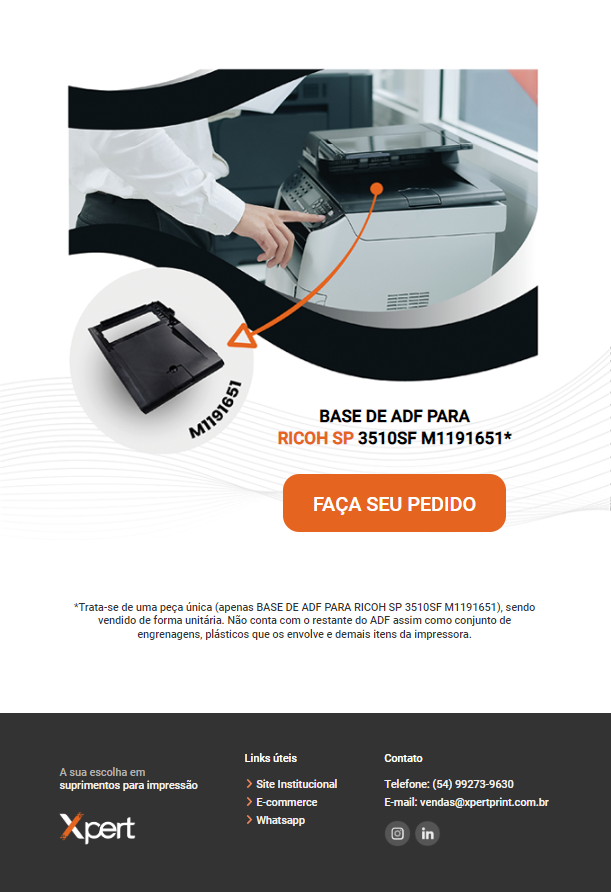 M1191651
BASE DE ADF PARA
RICOH SP 3510SF M1191651*
FAÇA SEU PEDIDO
*Trata-se de uma peça única (apenas BASE DE ADF PARA RICOH SP 3510SF M1191651), sendo
vendido de forma unitária. Não conta com o restante do ADF assim como conjunto de
engrenagens, plásticos que os envolve e demais itens da impressora.
A sua escolha em
suprimentos para impressão
Xpert
Links úteis
Site Institucional
E-commerce
Whatsapp
Contato
Telefone: (54) 99273-9630
E-mail: vendas@xpertprint.com.br
in